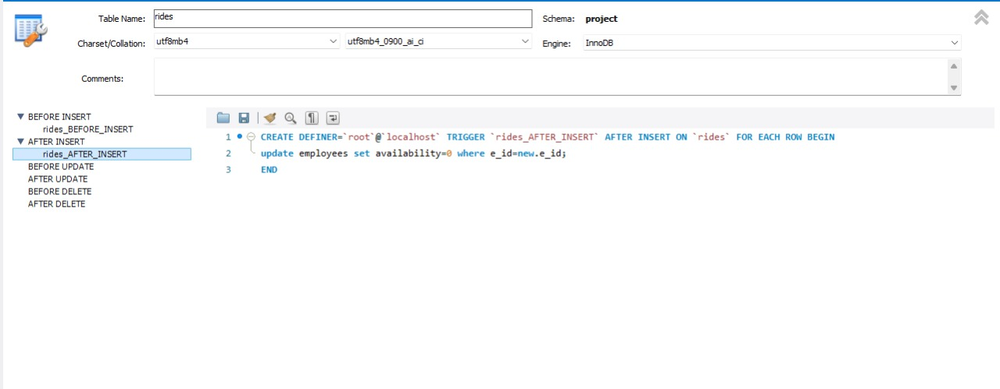 Table Name: rides Schema: project
Charset/Collation: utf8mb4 utf8mb4_0900_ai_ci Engine: InnoDB
Comments:
BEFORE INSERT
rides_BEFORE_INSERT
AFTER INSERT
rides_AFTER_INSERT
BEFORE UPDATE
AFTER UPDATE
BEFORE DELETE
AFTER DELETE
1 CREATE DEFINER=`root`@`localhost` TRIGGER `rides_AFTER_INSERT` AFTER INSERT ON `rides` FOR EACH ROW BEGIN
2 update employees set availability=0 where e_id=new.e_id;
3 END